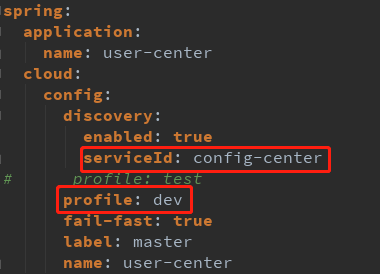 spring:
  application:
    name: user-center
  cloud:
    config:
      discovery:
        enabled: true
        serviceId: config-center
#      profile: test
      profile: dev
      fail-fast: true
      label: master
      name: user-center